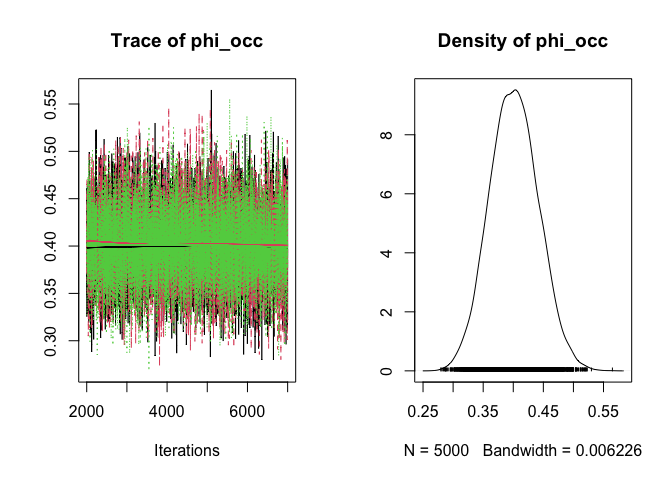 Trace of phi_occ
0.30 0.35 0.40 0.45 0.50 0.55
2000 4000 6000
Iterations
Density of phi_occ
0 2 4 6 8
0.25 0.35 0.45 0.55
N = 5000 Bandwidth = 0.006226